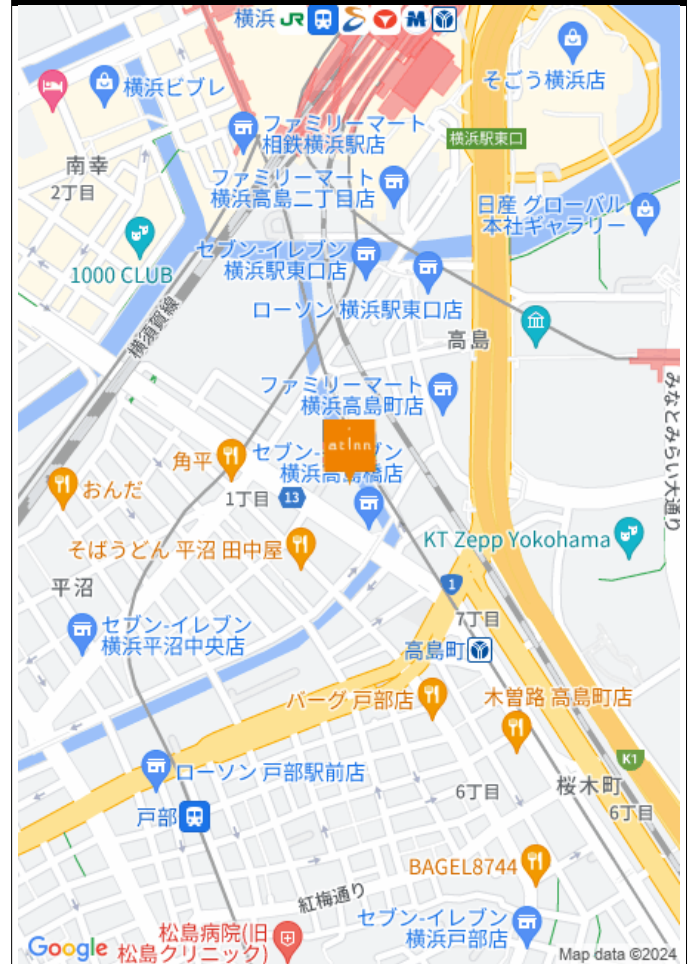 横浜 JR
そごう横浜店
横浜ビブレ
ファミリーマート
相鉄横浜駅店
横浜駅東口
南幸
2丁目
ファミリーマート
横浜高島二丁目店
日産 グローバル
本社ギャラリー
1000 CLUB
セブン-イレブン
横浜駅東口店
ローソン 横浜駅東口店
横須賀線
高島
ファミリーマート
横浜高島町店
みなとみらい大通り
at inn
角平
セブン-
ブン
横浜高島橋店
おんだ
1丁目
13
そばうどん 平沼 田中屋
KT Zepp Yokohama
平沼
1
7丁目
セブン-イレブン
横浜平沼中央店
高島町
バーグ 戸部店
木曽路 高島町店
K1
ローソン 戸部駅前店
6丁目
桜木町
6丁目
戸部
BAGEL8744
紅梅通り
セブン-イレブン
横浜戸部店
松島病院(旧
松島クリニック)
Google
Map data ©2024